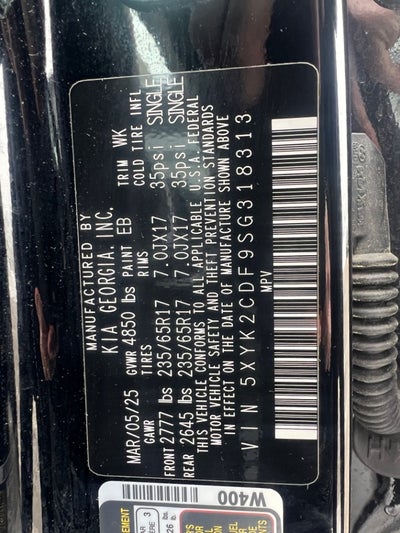 MANUFACTURED BY
KIA GEORGIA, INC.
GVWR 4850 lbs PAINT EB TRIM WK
MAR/05/25
GAWR TIRES RIMS COLD TIRE INFL
FRONT 2777 lbs 235/65R17 7.0JX17 35psi SINGLE
REAR 2645 lbs 235/65R17 7.0JX17 35psi SINGLE
THIS VEHICLE CONFORMS TO ALL APPLICABLE U.S.A. FEDERAL
MOTOR VEHICLE SAFETY AND THEFT PREVENTION STANDARDS
IN EFFECT ON THE DATE OF MANUFACTURE SHOWN ABOVE
VIN 5XYK2CDF9SG318313
MPV
W400